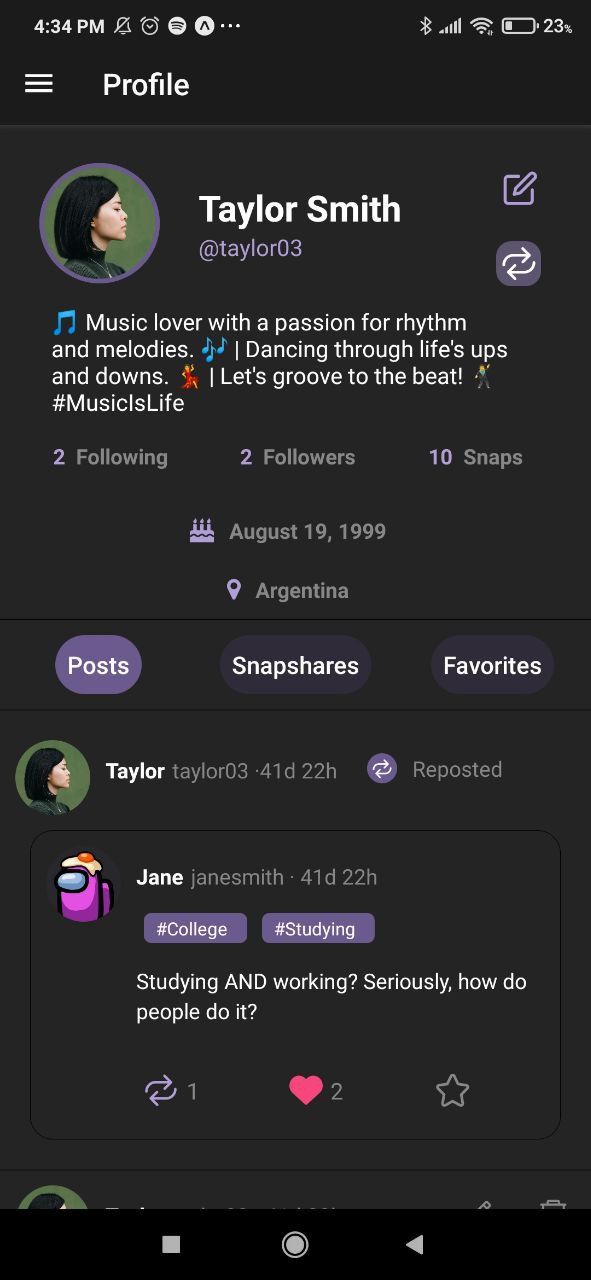 4:34 PM 23%
Profile
Taylor Smith
@taylor03
🎵 Music lover with a passion for rhythm
and melodies. 🎶 | Dancing through life's ups
and downs. 💃 | Let's groove to the beat! 🕺
#MusicIsLife
2 Following 2 Followers 10 Snaps
August 19, 1999
Argentina
Posts Snapshares Favorites
Taylor taylor03 ·41d 22h Reposted
Jane janesmith · 41d 22h
#College #Studying
Studying AND working? Seriously, how do
people do it?
1 2